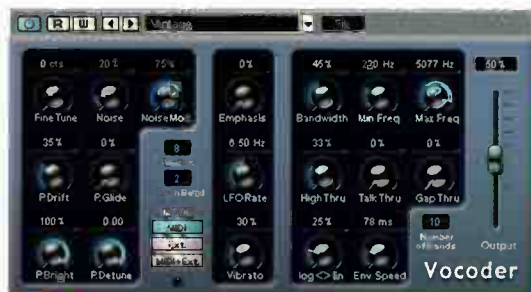 R W Vintage File
0 cts 20 % 75% 0% 45% 220 Hz 5077 Hz 50 %
Fine Tune Noise NoiseMod. Emphasis Bandwidth Min Freq Max Freq
35 % 0% 8 6.50 Hz 33% 0% 0%
2
P.Drift P.Glide LFO Rate High Thru Talk Thru Gap Thru
100 % 0.00 MIDI 30% 25% 78 ms 10
Ext. Number
MIDI+Ext. of Bands Output
P.Bright P.Detune Vibrato log<>lin Env Speed Vocoder